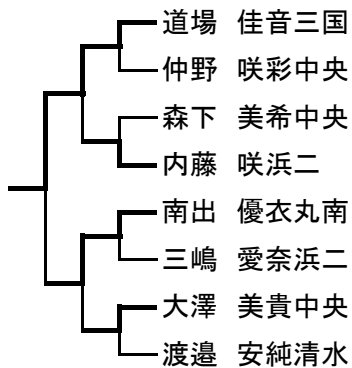 道場 佳音三国
仲野 咲彩中央
森下 美希中央
内藤 咲浜二
南出 優衣丸南
三嶋 愛奈浜二
大澤 美貴中央
渡邉 安純清水